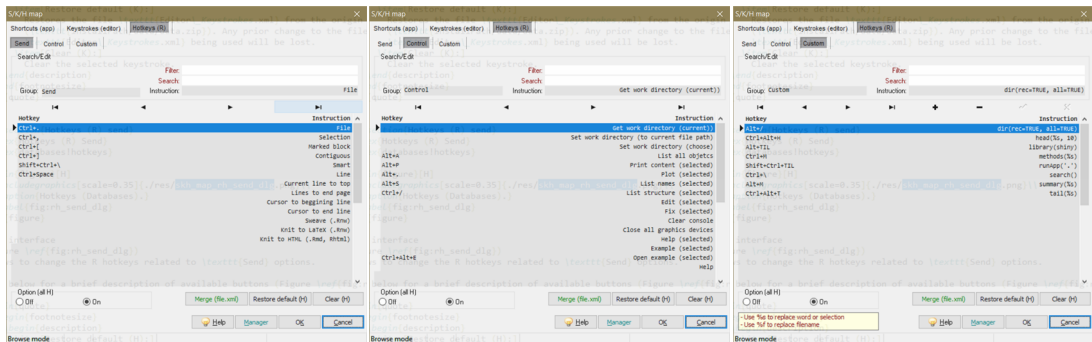 S/K/H map
Shortcuts (app) Keystrokes (editor) Hotkeys (R)
Send Control Custom
Search/Edit
Filter:
Search:
Group: Send Instruction: File
Hotkey Instruction
Ctrl+. File
Ctrl+, Selection
Ctrl+[ Marked block
Ctrl+] Contiguous
Shift+Ctrl+\ Smart
Ctrl+Space Line
Current line to top
Lines to end page
Cursor to beggining line
Cursor to end line
Sweave (.Rnw)
Knit to LaTeX (.Rnw)
Knit to HTML (.Rmd, Rhtml)
Option (all H)
Off On
Merge (file.xml) Restore default (H) Clear (H)
Help Manager OK Cancel
Browse mode
S/K/H map
Shortcuts (app) Keystrokes (editor) Hotkeys (R)
Send Control Custom
Search/Edit
Filter:
Search:
Group: Control Instruction: Get work directory (current))
Hotkey Instruction
Get work directory (current))
Set work directory (to current file path)
Set work directory (choose)
Alt+A List all objetcs
Alt+P Print content (selected)
Alt+, Plot (selected)
Alt+S List names (selected)
Ctrl+/ List structure (selected)
Edit (selected)
Fix (selected)
Clear console
Close all graphics devices
Help (selected)
Example (selected)
Ctrl+Alt+E Open example (selected)
Help
Option (all H)
Off On
Merge (file.xml) Restore default (H) Clear (H)
Help Manager OK Cancel
Browse mode
S/K/H map
Shortcuts (app) Keystrokes (editor) Hotkeys (R)
Send Control Custom
Search/Edit
Filter:
Search:
Group: Custom Instruction: dir(rec=TRUE, all=TRUE)
Hotkey Instruction
Alt+/ dir(rec=TRUE, all=TRUE)
Ctrl+Alt+H head(%s, 10)
Alt+TIL library(shiny)
Ctrl+H methods(%s)
Shift+Ctrl+TIL runApp('.')
Ctrl+\ search()
Alt+M summary(%s)
Ctrl+Alt+T tail(%s)
Option (all H)
Off On
Merge (file.xml) Restore default (H) Clear (H)
- Use '%s to replace word or selection
- Use '%f to replace filename
Help Manager OK Cancel
Browse mode